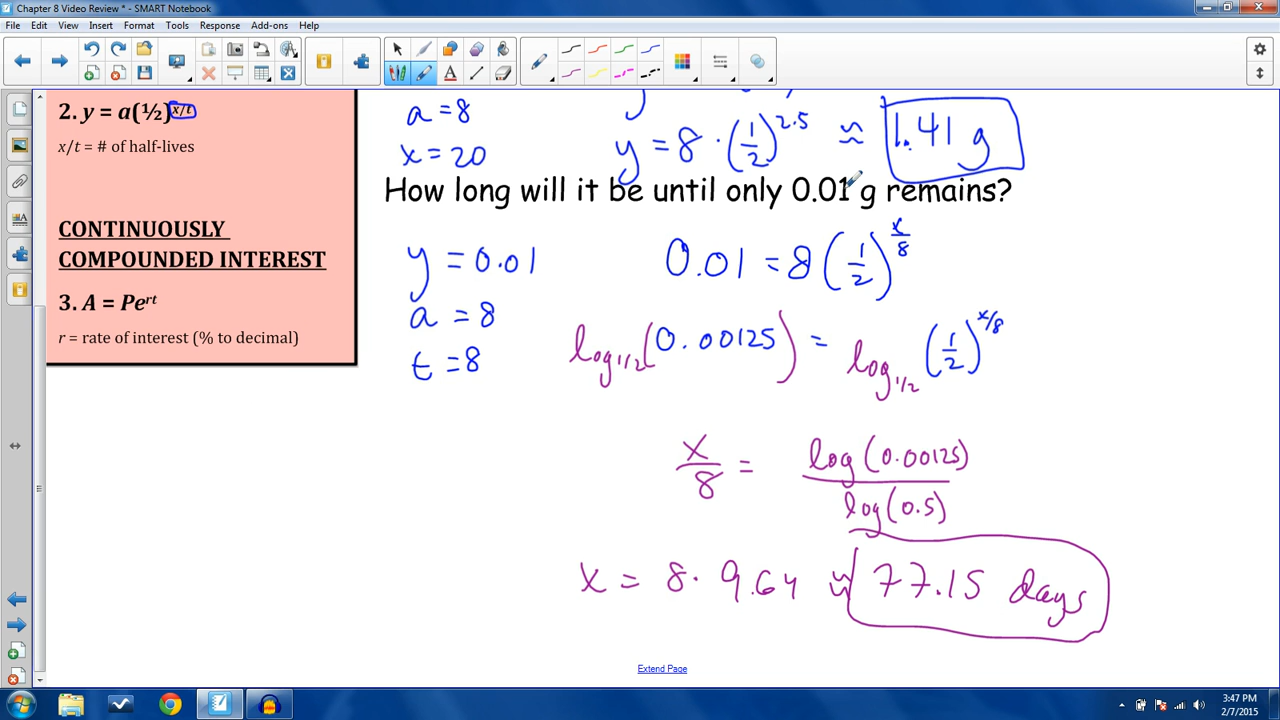 Chapter 8 Video Review * - SMART Notebook
File Edit View Insert Format Tools Response Add-ons Help
2. y = a(½)^x/t
x/t = # of half-lives
CONTINUOUSLY
COMPOUNDED INTEREST
3. A = Pe^rt
r = rate of interest (% to decimal)
a = 8
x = 20
y = 8 · (1/2)^2.5 ≈ 1.41 g
How long will it be until only 0.01 g remains?
y = 0.01
a = 8
t = 8
0.01 = 8 (1/2)^x/8
log1/2 (0.00125) = log1/2 (1/2)^x/8
x/8 = log(0.00125)/log(0.5)
x = 8 · 9.64 ≈ 77.15 days
Extend Page
3:47 PM
2/7/2015